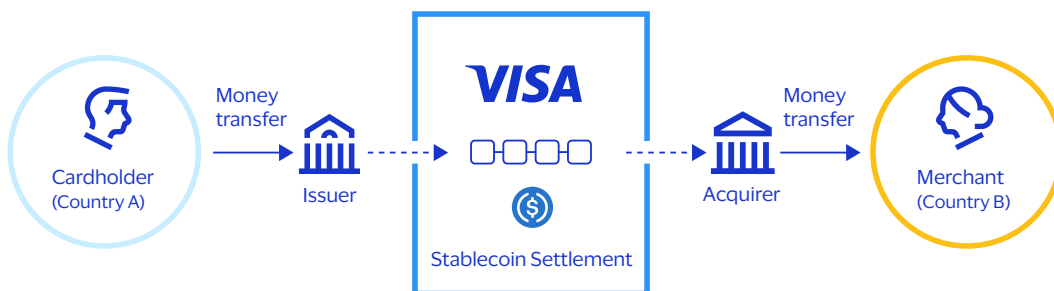 VISA
Money
transfer
Money
transfer
Cardholder
(Country A)
Issuer
Acquirer
Merchant
(Country B)
$
Stablecoin Settlement